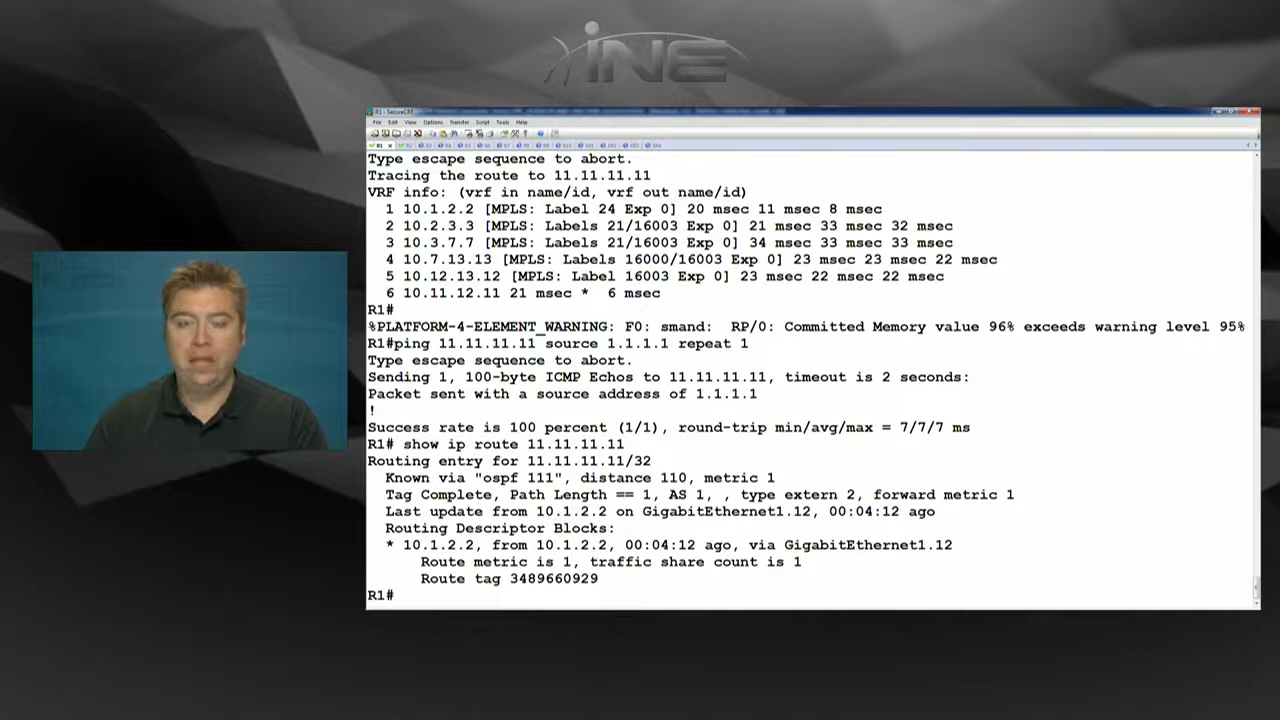 iNE
R1 - SecureCRT
File Edit View Options Transfer Script Tools Help
R1
Type escape sequence to abort.
Tracing the route to 11.11.11.11
VRF info: (vrf in name/id, vrf out name/id)
1 10.1.2.2 [MPLS: Label 24 Exp 0] 20 msec 11 msec 8 msec
2 10.2.3.3 [MPLS: Labels 21/16003 Exp 0] 21 msec 33 msec 32 msec
3 10.3.7.7 [MPLS: Labels 21/16003 Exp 0] 34 msec 33 msec 33 msec
4 10.7.13.13 [MPLS: Labels 16000/16003 Exp 0] 23 msec 23 msec 22 msec
5 10.12.13.12 [MPLS: Label 16003 Exp 0] 23 msec 22 msec 22 msec
6 10.11.12.11 21 msec * 6 msec
R1#
%PLATFORM-4-ELEMENT_WARNING: F0: smand: RP/0: Committed Memory value 96% exceeds warning level 95%
R1#ping 11.11.11.11 source 1.1.1.1 repeat 1
Type escape sequence to abort.
Sending 1, 100-byte ICMP Echos to 11.11.11.11, timeout is 2 seconds:
Packet sent with a source address of 1.1.1.1
!
Success rate is 100 percent (1/1), round-trip min/avg/max = 7/7/7 ms
R1# show ip route 11.11.11.11
Routing entry for 11.11.11.11/32
Known via "ospf 111", distance 110, metric 1
Tag Complete, Path Length == 1, AS 1, , type extern 2, forward metric 1
Last update from 10.1.2.2 on GigabitEthernet1.12, 00:04:12 ago
Routing Descriptor Blocks:
* 10.1.2.2, from 10.1.2.2, 00:04:12 ago, via GigabitEthernet1.12
Route metric is 1, traffic share count is 1
Route tag 3489660929
R1#